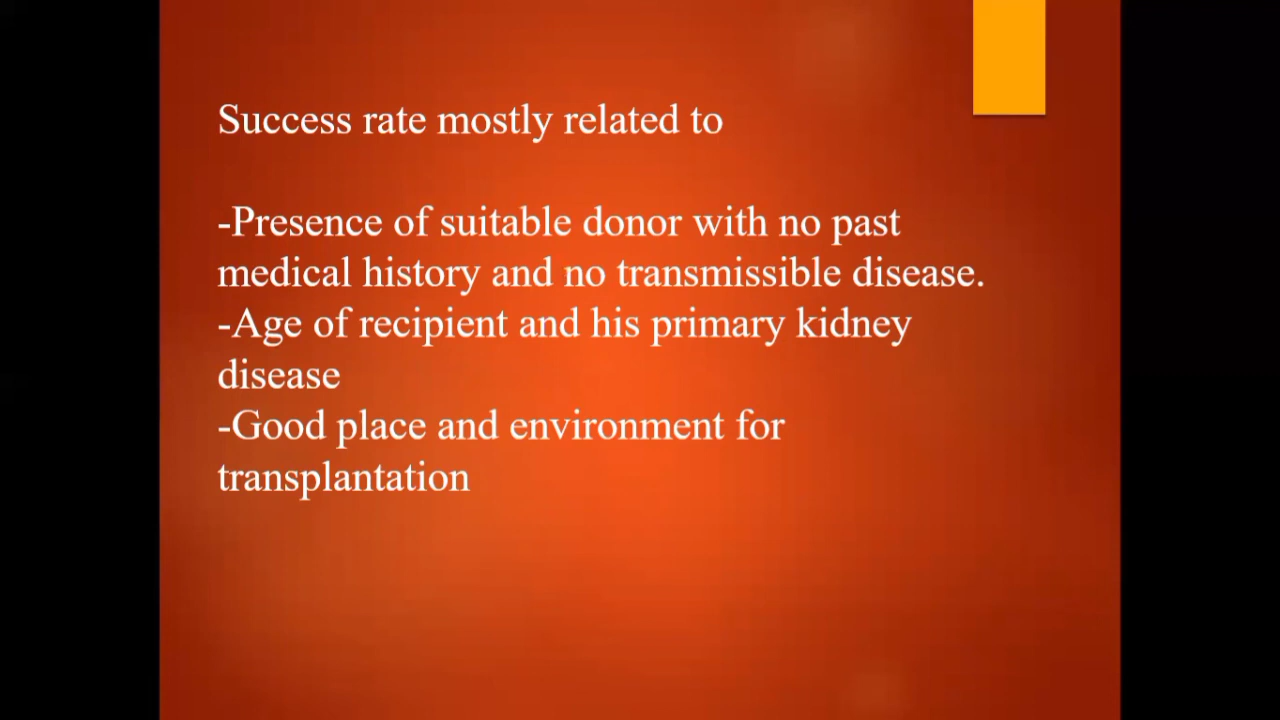 Success rate mostly related to
-Presence of suitable donor with no past
medical history and no transmissible disease.
-Age of recipient and his primary kidney
disease
-Good place and environment for
transplantation